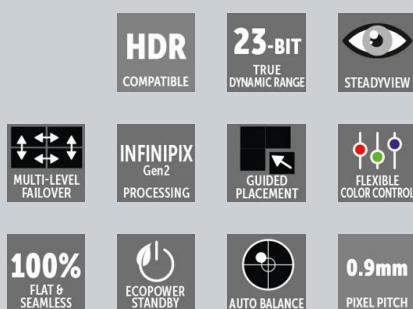 HDR
COMPATIBLE
23-BIT
TRUE
DYNAMIC RANGE
STEADYVIEW
MULTI-LEVEL
FAILOVER
INFINIPIX
Gen2
PROCESSING
GUIDED
PLACEMENT
FLEXIBLE
COLOR CONTROL
100%
FLAT &
SEAMLESS
ECOPOWER
STANDBY
AUTO BALANCE
0.9mm
PIXEL PITCH